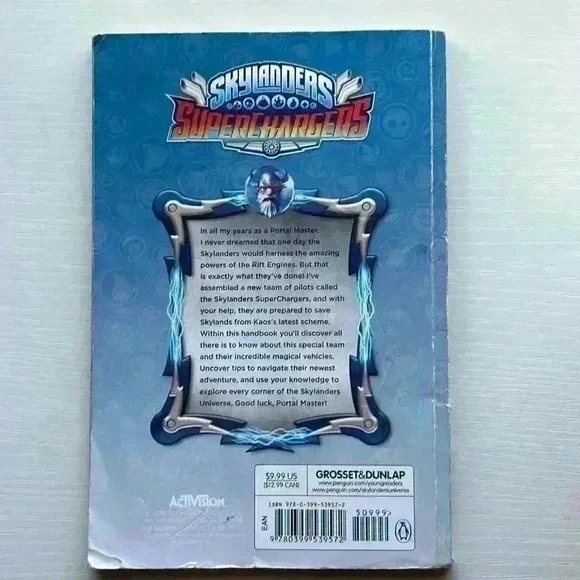 SKYLANDERS
SUPERCHARGERS
In all my years as a Portal Master,
I never dreamed that one day the
Skylanders would harness the amazing
powers of the Rift Engines. But that
is exactly what they've done! I've
assembled a new team of pilots called
the Skylanders SuperChargers, and with
your help, they are prepared to save
Skylands from Kaos's latest scheme.
Within this handbook you'll discover all
there is to know about this special team
and their incredible magical vehicles.
Uncover tips to navigate their newest
adventure, and use your knowledge to
explore every corner of the Skylanders
Universe. Good luck, Portal Master!
$9.99 US
($12.99 CAN)
GROSSET&DUNLAP
www.penguin.com/youngreaders
www.penguin.com/skylandersuniverse
ACTIVISION
ISBN 978-0-399-53957-2
50999>
EAN
9 780399 539572